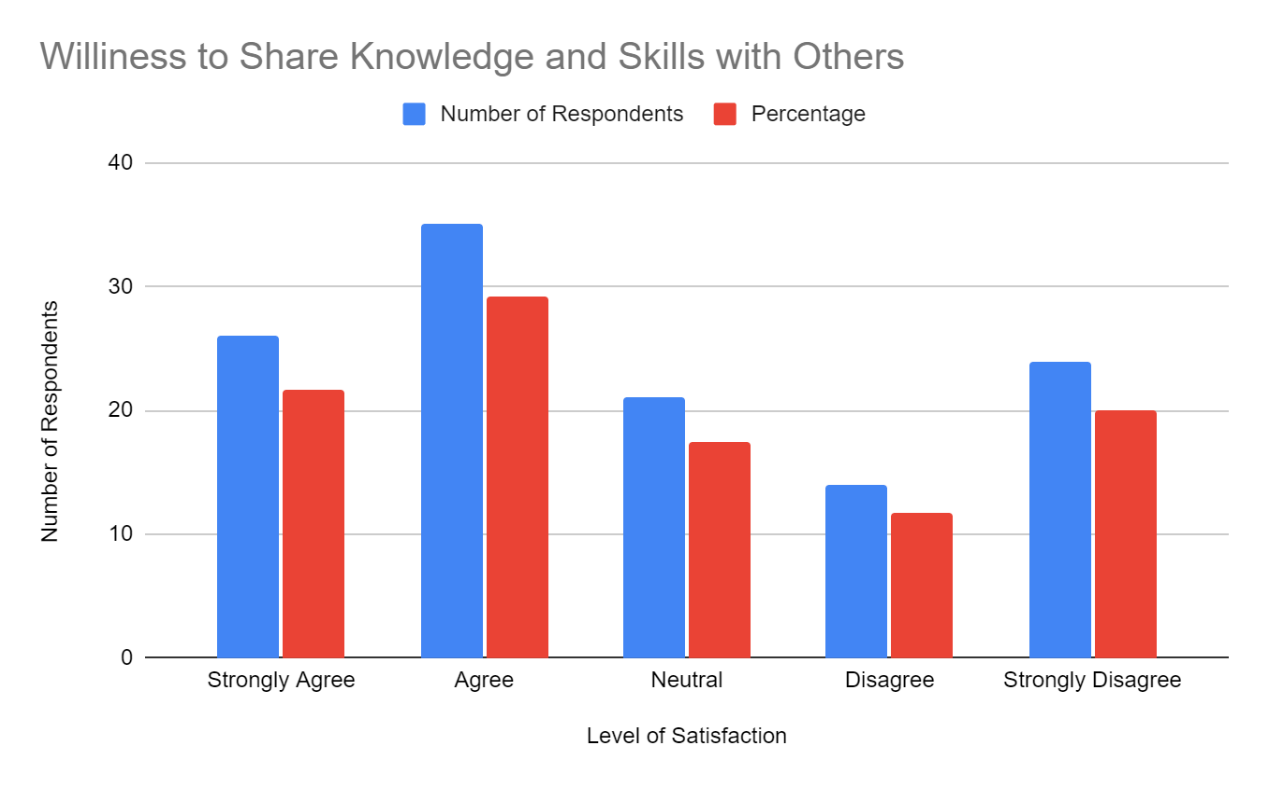 Williness to Share Knowledge and Skills with Others
Number of Respondents Percentage
40
30
20
10
0
Number of Respondents
Strongly Agree Agree Neutral Disagree Strongly Disagree
Level of Satisfaction